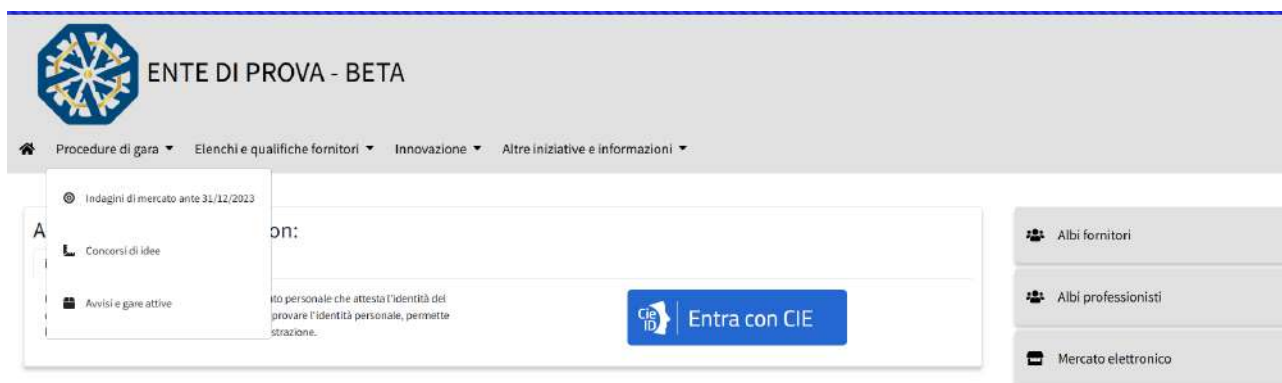 ENTE DI PROVA - BETA
Procedure di gara Elenchi e qualifiche fornitori Innovazione Altre iniziative e informazioni
Indagini di mercato ante 31/12/2023
Concorsi di idee
Avvisi e gare attive
A
on:
to personale che attesta l'identità del
provare l'identità personale, permette
strazione.
Cie ID Entra con CIE
Albi fornitori
Albi professionisti
Mercato elettronico